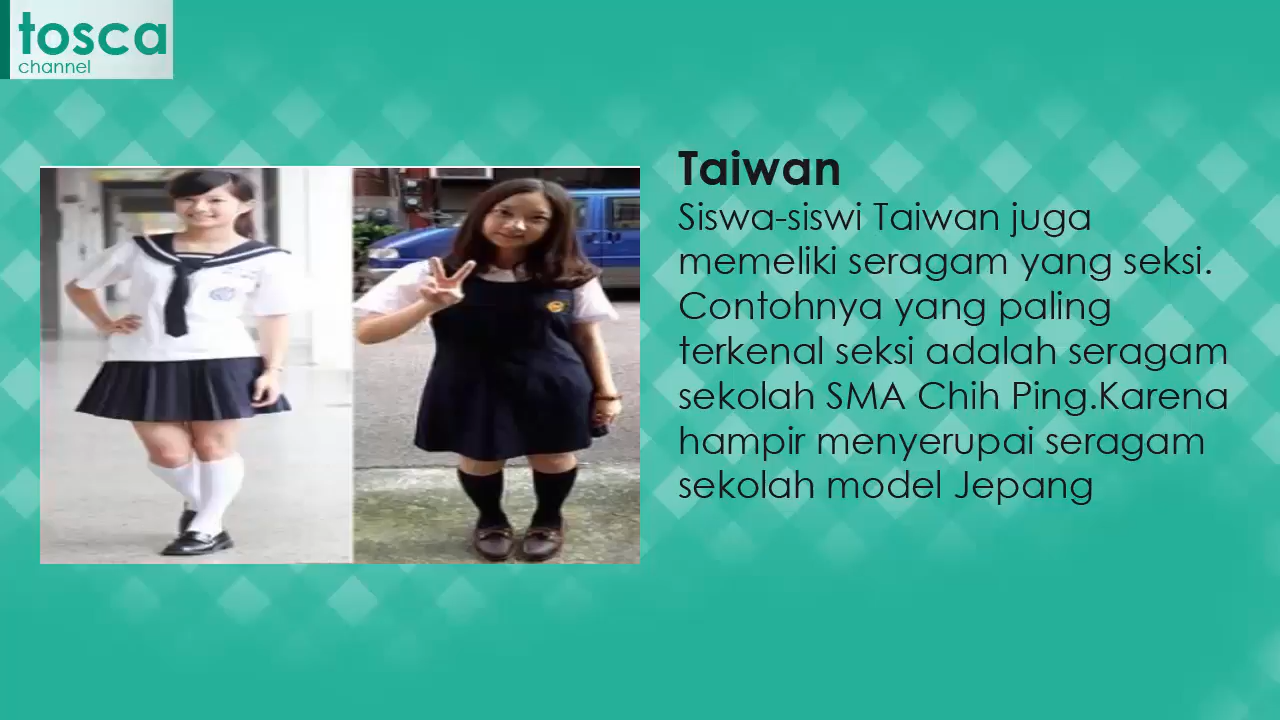 tosca
channel
Taiwan
Siswa-siswi Taiwan juga
memeliki seragam yang seksi.
Contohnya yang paling
terkenal seksi adalah seragam
sekolah SMA Chih Ping.Karena
hampir menyerupai seragam
sekolah model Jepang